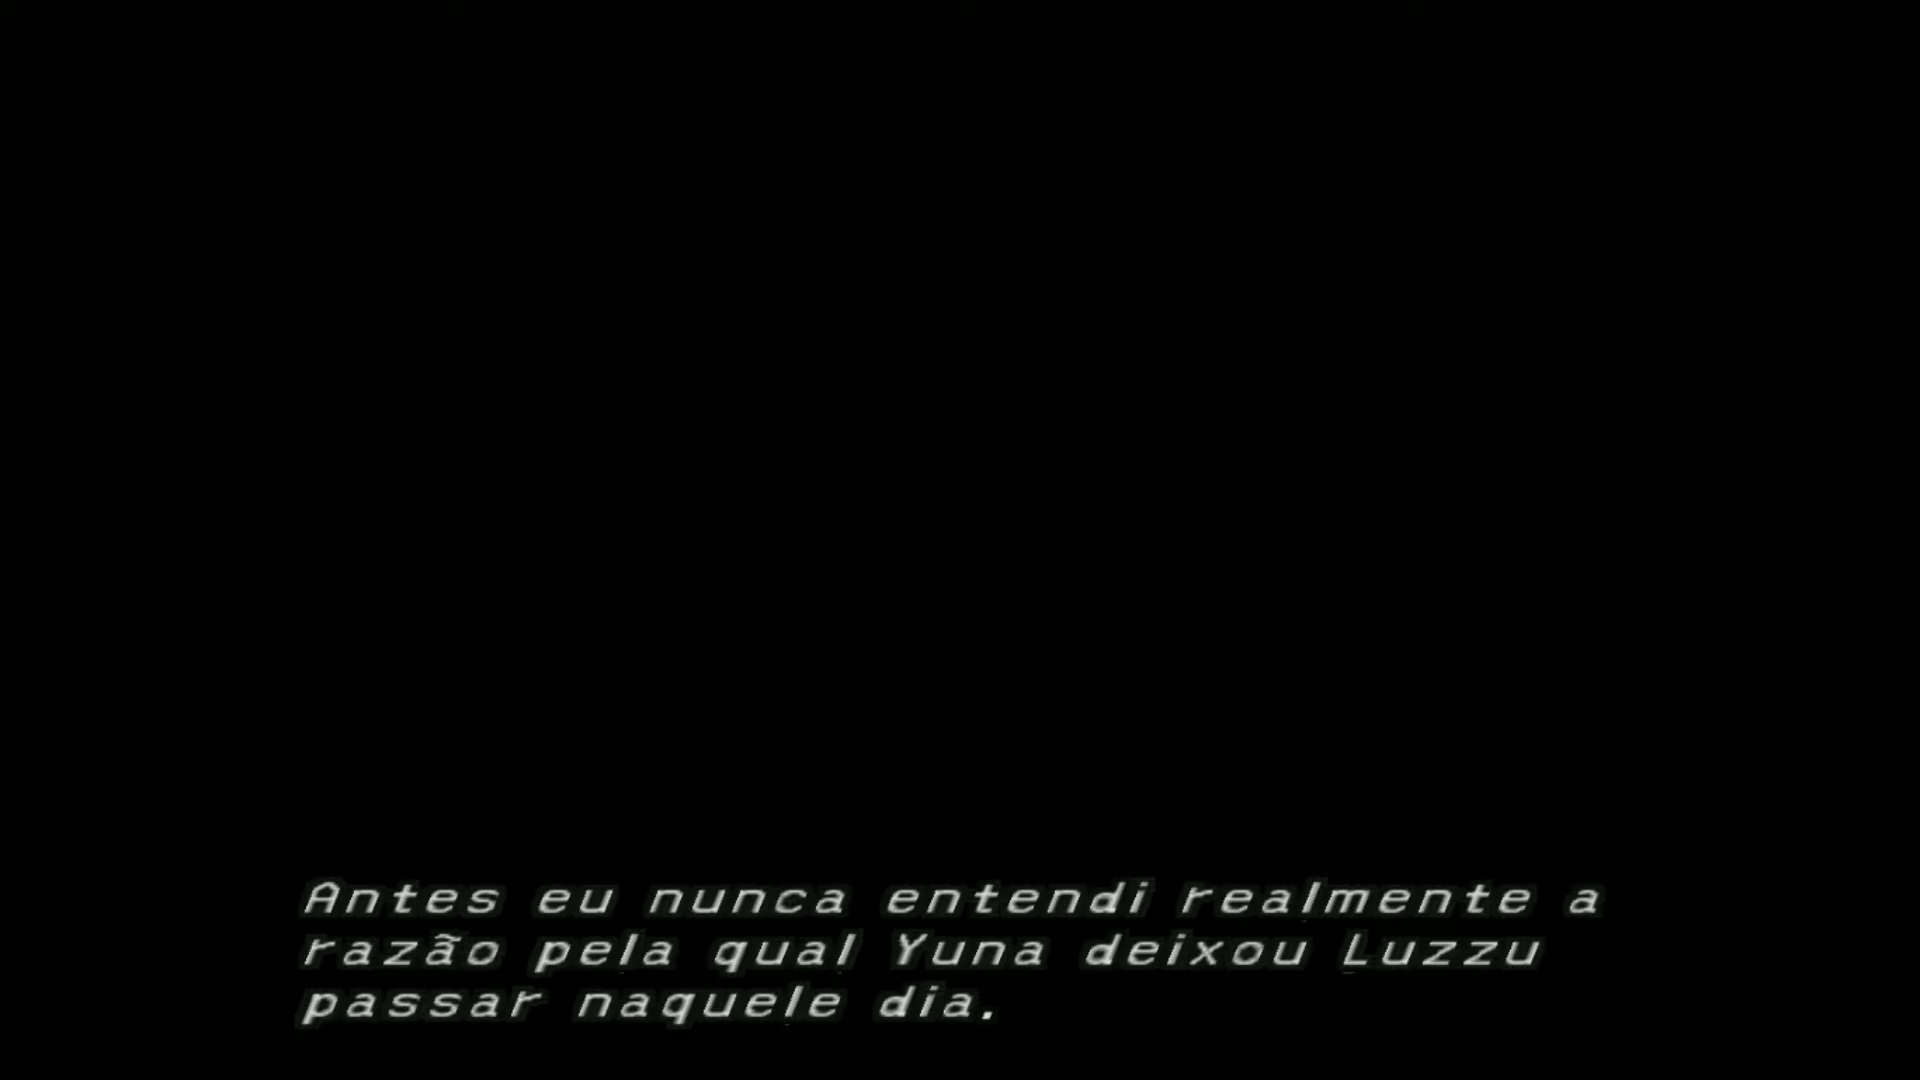 Antes eu nunca entendi realmente a
razão pela qual Yuna deixou Luzzu
passar naquele dia.